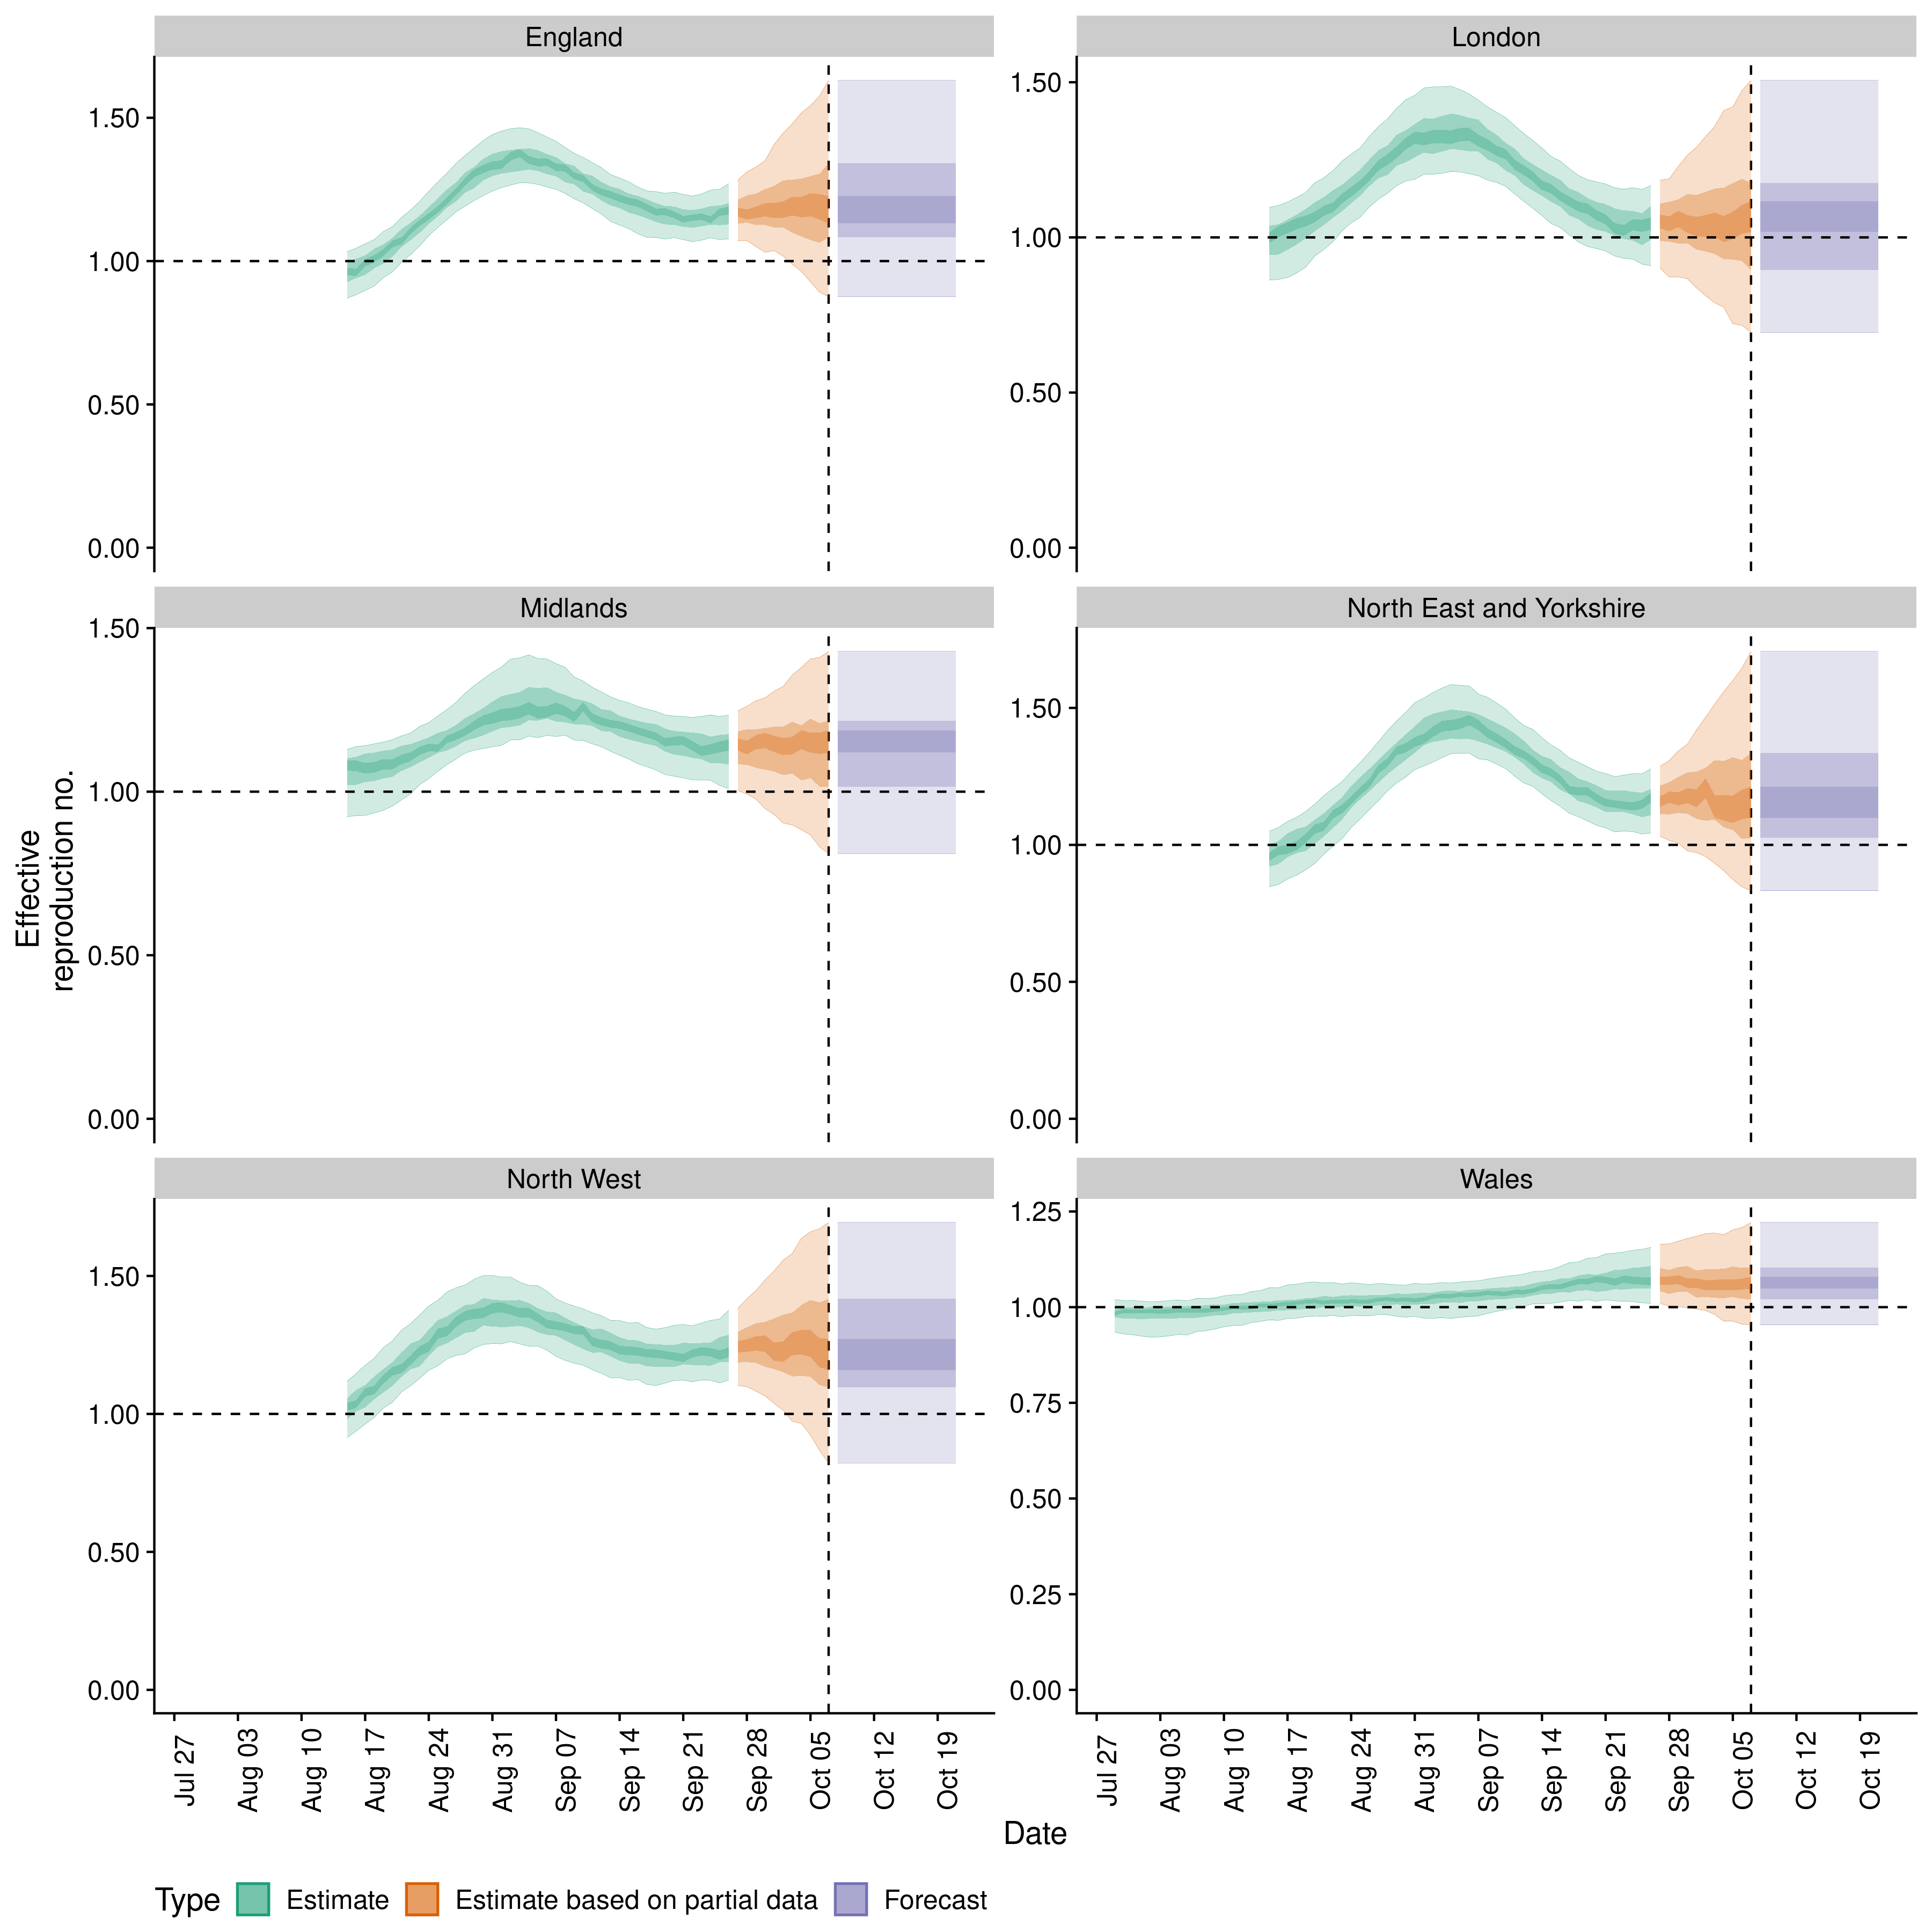 England
London
1.50
1.00
0.50
0.00
1.50
1.00
0.50
0.00
Midlands
North East and Yorkshire
1.50
1.00
0.50
0.00
1.50
1.00
0.50
0.00
Effective
reproduction no.
North West
Wales
1.50
1.00
0.50
0.00
1.25
1.00
0.75
0.50
0.25
0.00
Jul 27
Aug 03
Aug 10
Aug 17
Aug 24
Aug 31
Sep 07
Sep 14
Sep 21
Sep 28
Oct 05
Oct 12
Oct 19
Jul 27
Aug 03
Aug 10
Aug 17
Aug 24
Aug 31
Sep 07
Sep 14
Sep 21
Sep 28
Oct 05
Oct 12
Oct 19
Date
Type Estimate Estimate based on partial data Forecast